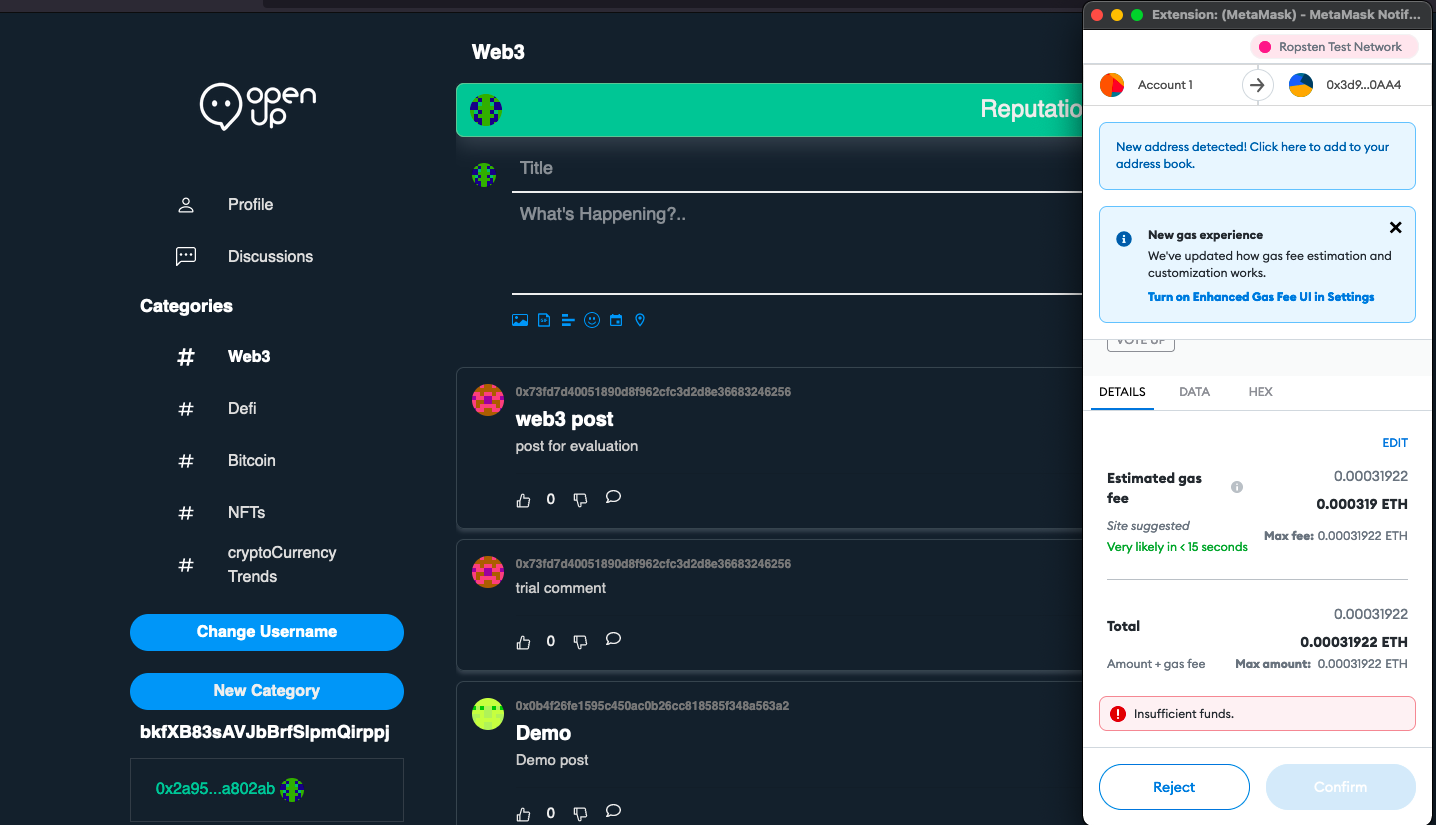 open
up
Profile
Discussions
Categories
# Web3
# Defi
# Bitcoin
# NFTs
# cryptoCurrency
Trends
Change Username
New Category
bkfXB83sAVJbBrfSlpmQirppj
0x2a95...a802ab
Web3
Title
What's Happening?..
0x73fd7d40051890d8f962cfc3d2d8e36683246256
web3 post
post for evaluation
0
0x73fd7d40051890d8f962cfc3d2d8e36683246256
trial comment
0
0x0b4f26fe1595c450ac0b26cc818585f348a563a2
Demo
Demo post
0
Extension: (MetaMask) - MetaMask Notif...
Ropsten Test Network
Account 1
0x3d9...0AA4
New address detected! Click here to add to your
address book.
New gas experience
We've updated how gas fee estimation and
customization works.
Turn on Enhanced Gas Fee UI in Settings
VOTE UP
DETAILS DATA HEX
EDIT
Estimated gas
fee
0.00031922
0.000319 ETH
Site suggested
Very likely in < 15 seconds
Max fee: 0.00031922 ETH
Total
0.00031922
0.00031922 ETH
Amount + gas fee
Max amount: 0.00031922 ETH
Insufficient funds.
Reject
Confirm